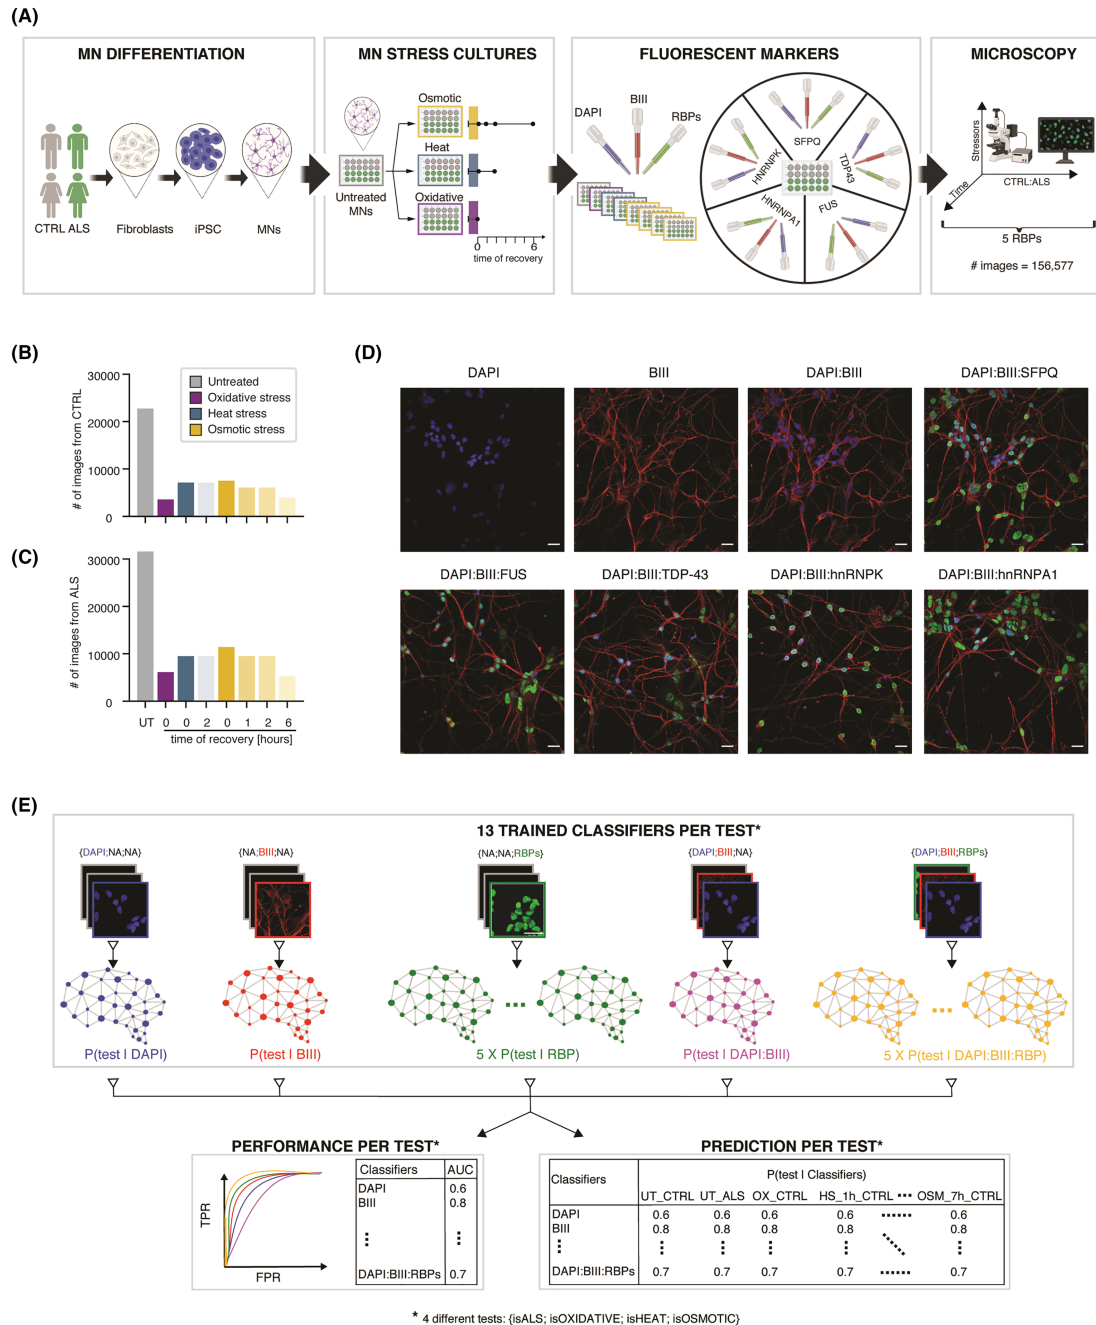 (A)
MN DIFFERENTIATION
MN STRESS CULTURES
FLUORESCENT MARKERS
MICROSCOPY
CTRL ALS
Fibroblasts
iPSC
MNs
Untreated
MNs
Osmotic
Heat
Oxidative
0
6
time of recovery
DAPI
BIII
RBPs
SFPQ
TDP43
FUS
HNRNPA1
HNRNPK
Stressors
Time
CTRL:ALS
5 RBPs
# images = 156,577
(B)
# of images from CTRL
30000
20000
10000
0
Untreated
Oxidative stress
Heat stress
Osmotic stress
(C)
# of images from ALS
30000
20000
10000
0
UT 0 0 2 0 1 2 6
time of recovery [hours]
(D)
DAPI
BIII
DAPI:BIII
DAPI:BIII:SFPQ
DAPI:BIII:FUS
DAPI:BIII:TDP-43
DAPI:BIII:hnRNPK
DAPI:BIII:hnRNPA1
(E)
13 TRAINED CLASSIFIERS PER TEST*
{DAPI;NA;NA}
{NA;BIII;NA}
{NA;NA;RBPs}
{DAPI;BIII;NA}
{DAPI;BIII;RBPs}
P(test I DAPI)
P(test I BIII)
5 X P(test I RBP)
P(test I DAPI:BIII)
5 X P(test I DAPI:BIII:RBP)
PERFORMANCE PER TEST*
TPR
FPR
Classifiers AUC
DAPI 0.6
BIII 0.8
DAPI:BIII:RBPs 0.7
PREDICTION PER TEST*
Classifiers
P(test I Classifiers)
UT_CTRL UT_ALS OX_CTRL HS_1h_CTRL ▪▪▪ OSM_7h_CTRL
DAPI 0.6 0.6 0.6 0.6 ...... 0.6
BIII 0.8 0.8 0.8 0.8 0.8
DAPI:BIII:RBPs 0.7 0.7 0.7 0.7 ...... 0.7
* 4 different tests: {isALS; isOXIDATIVE; isHEAT; isOSMOTIC}